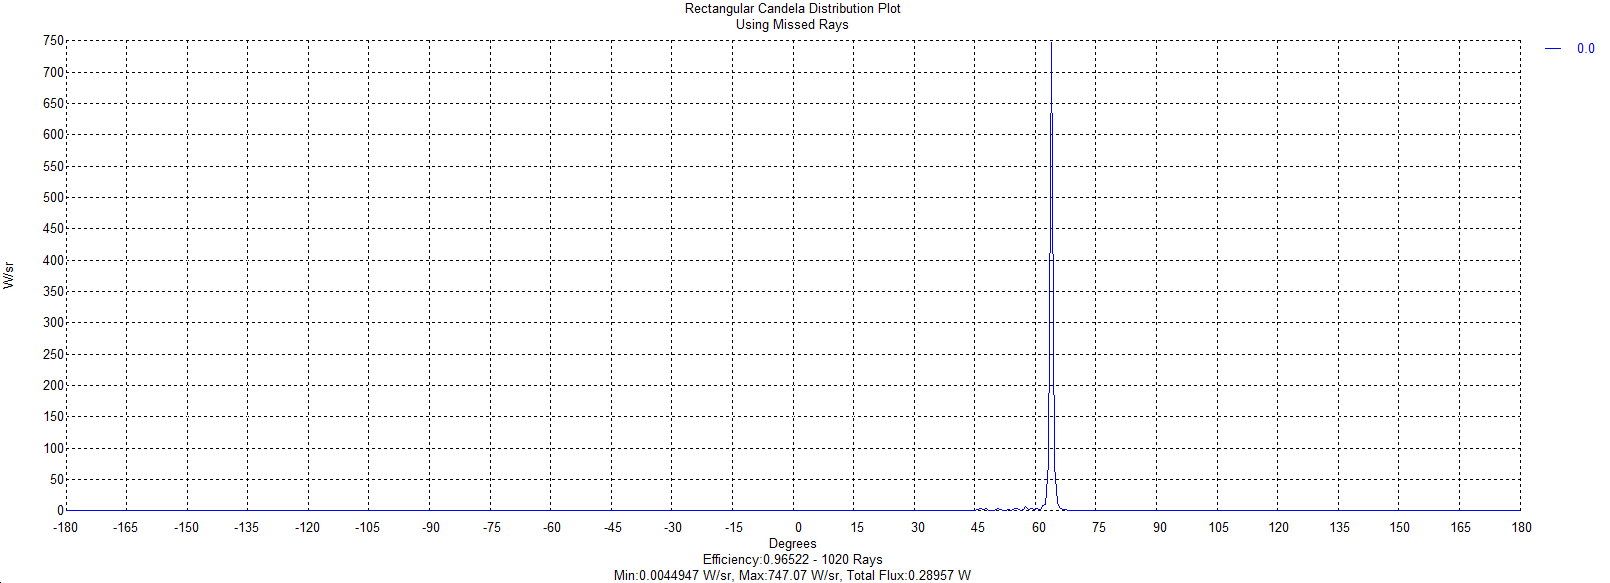 Rectangular Candela Distribution Plot
Using Missed Rays
750
700
650
600
550
500
450
400
350
300
250
200
150
100
50
0
W/sr
0.0
-180 -165 -150 -135 -120 -105 -90 -75 -60 -45 -30 -15 0 15 30 45 60 75 90 105 120 135 150 165 180
Degrees
Efficiency:0.96522 - 1020 Rays
Min:0.0044947 W/sr, Max:747.07 W/sr, Total Flux:0.28957 W